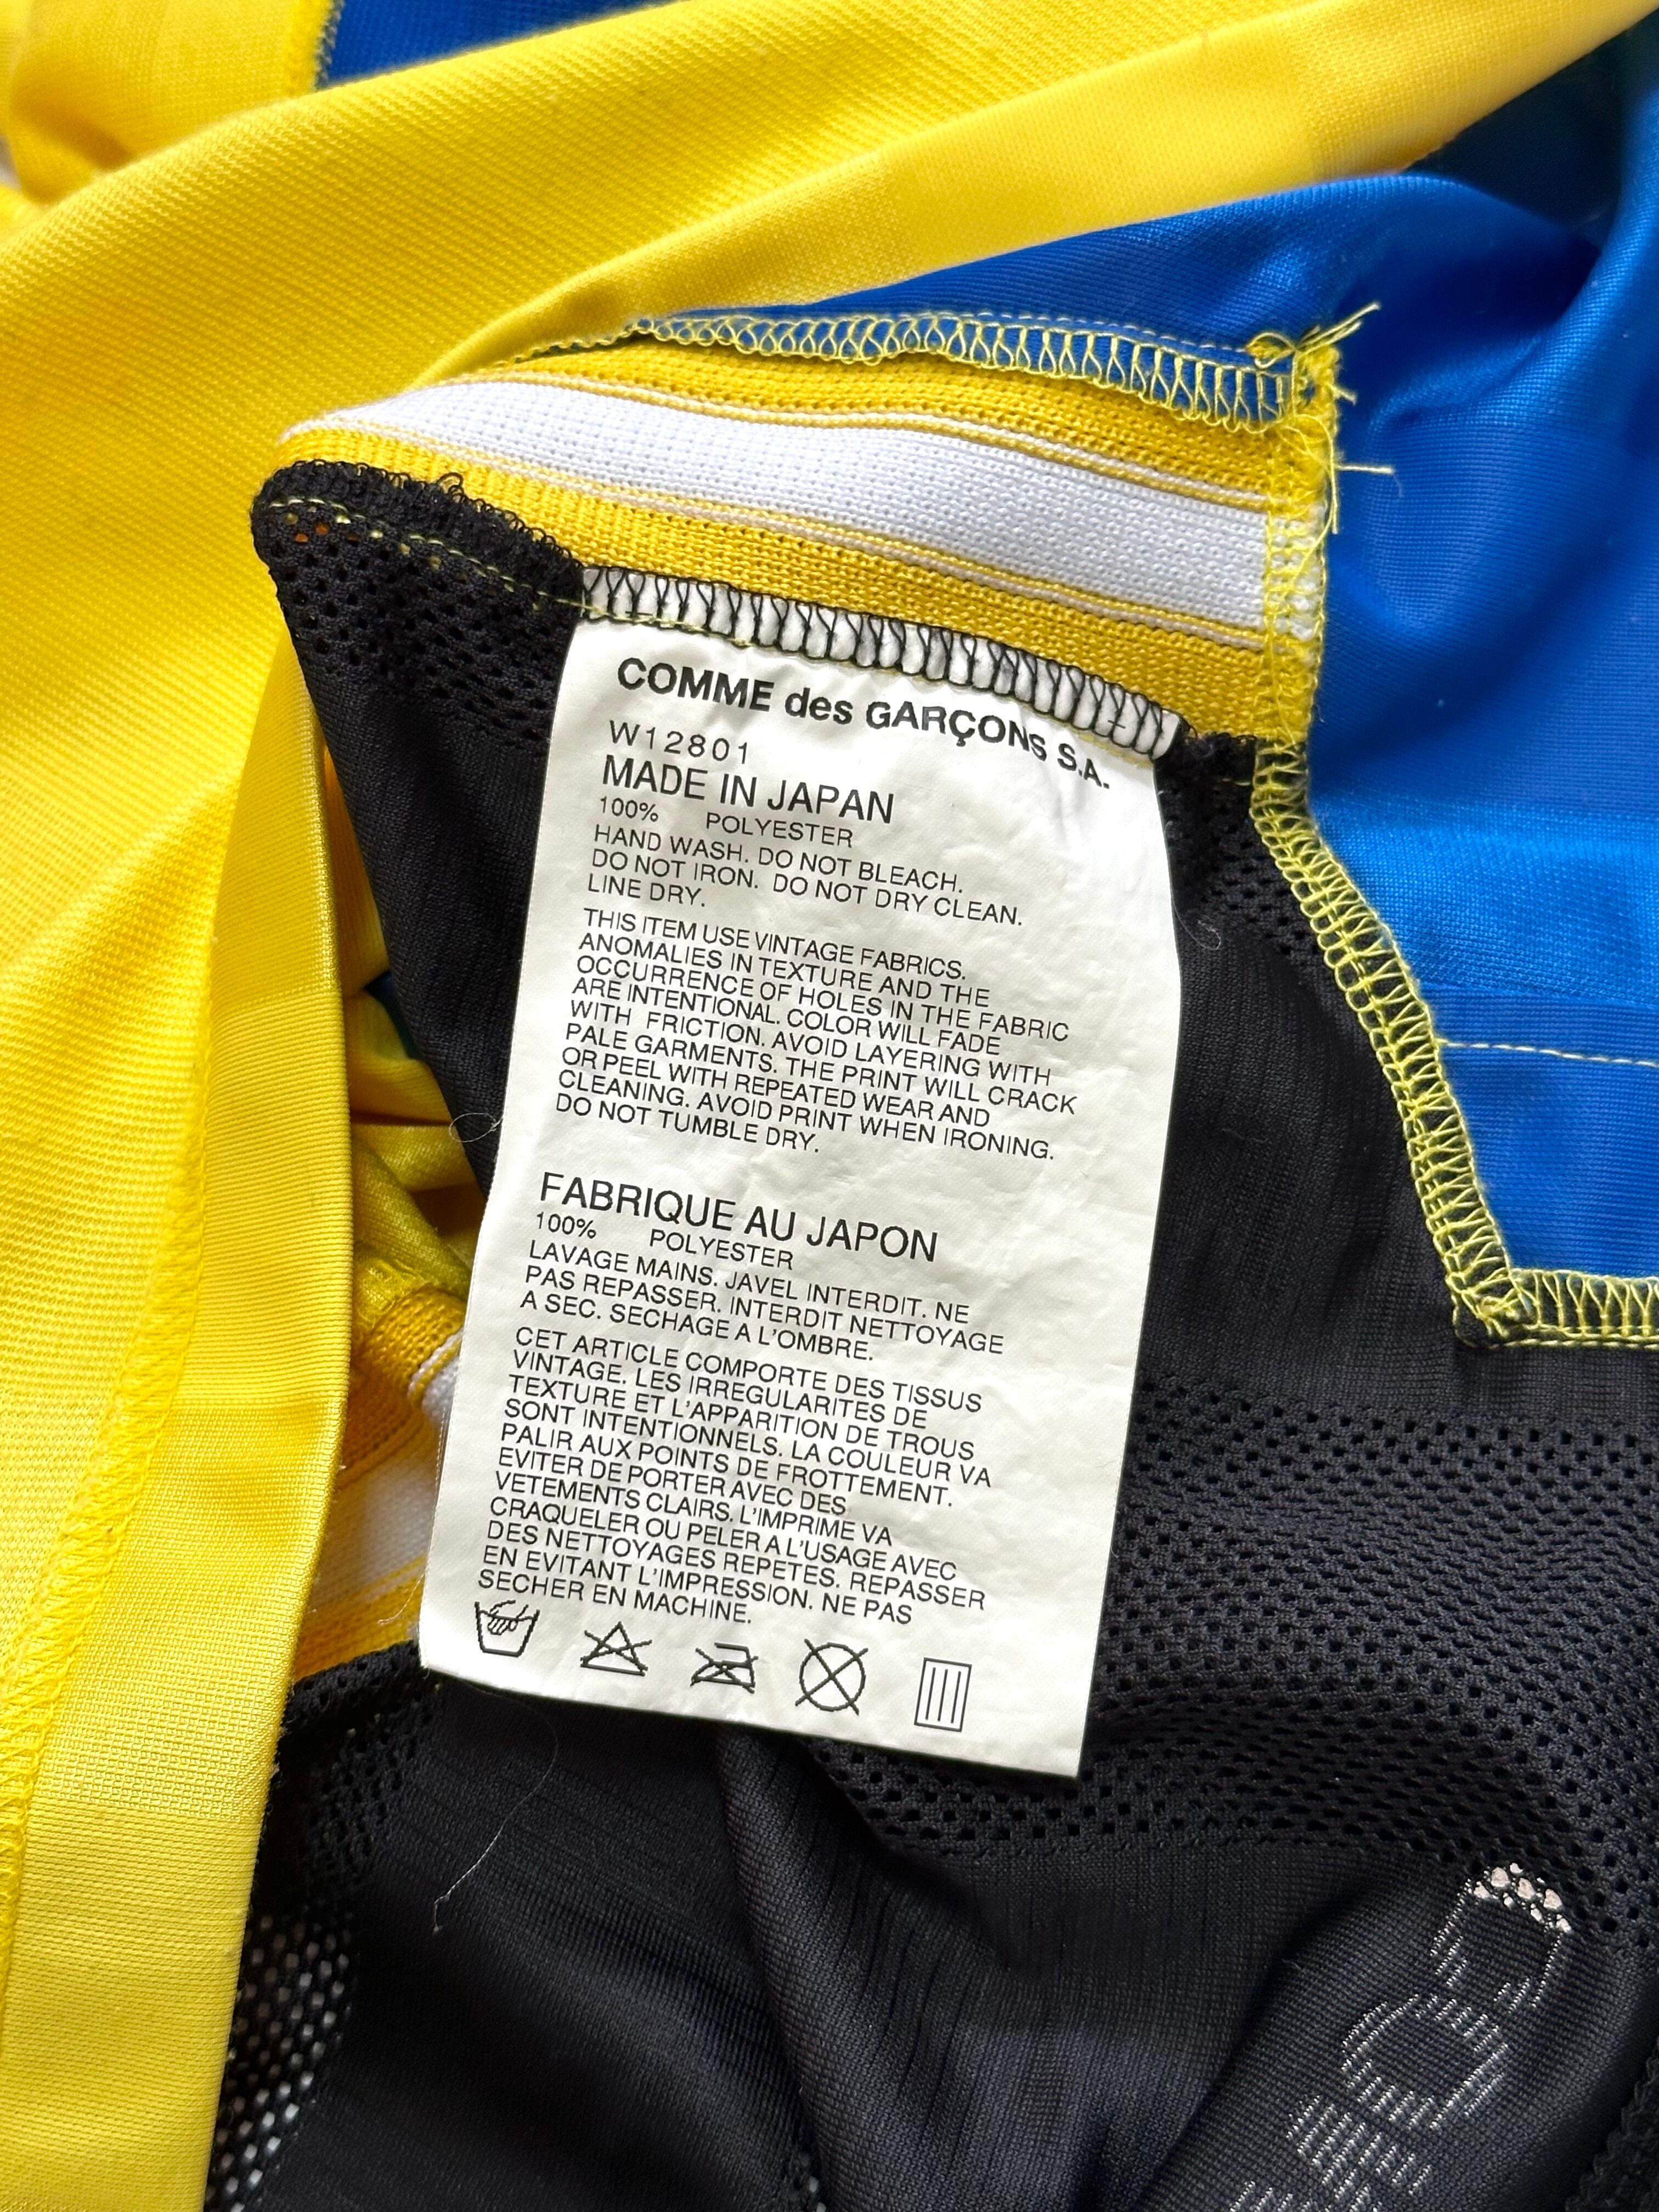 COMME des GARÇONS S.A.
W12801
MADE IN JAPAN
100% POLYESTER
HAND WASH. DO NOT BLEACH.
DO NOT IRON. DO NOT DRY CLEAN.
LINE DRY.
THIS ITEM USE VINTAGE FABRICS.
ANOMALIES IN TEXTURE AND THE
OCCURRENCE OF HOLES IN THE FABRIC
ARE INTENTIONAL. COLOR WILL FADE
WITH FRICTION. AVOID LAYERING WITH
PALE GARMENTS. THE PRINT WILL CRACK
OR PEEL WITH REPEATED WEAR AND
CLEANING. AVOID PRINT WHEN IRONING.
DO NOT TUMBLE DRY.
FABRIQUE AU JAPON
100% POLYESTER
LAVAGE MAINS. JAVEL INTERDIT. NE
PAS REPASSER. INTERDIT NETTOYAGE
A SEC. SECHAGE A L'OMBRE.
CET ARTICLE COMPORTE DES TISSUS
VINTAGE. LES IRREGULARITES DE
TEXTURE ET L'APPARITION DE TROUS
SONT INTENTIONNELS. LA COULEUR VA
PALIR AUX POINTS DE FROTTEMENT.
EVITER DE PORTER AVEC DES
VETEMENTS CLAIRS. L'IMPRIME VA
CRAQUELER OU PELER A L'USAGE AVEC
DES NETTOYAGES REPETES. REPASSER
EN EVITANT L'IMPRESSION. NE PAS
SECHER EN MACHINE.